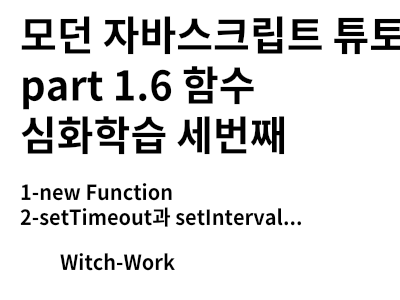 모던 자바스크립트 튜토
part 1.6 함수
심화학습 세번째
1-new Function
2-setTimeout과 setInterval...
Witch-Work